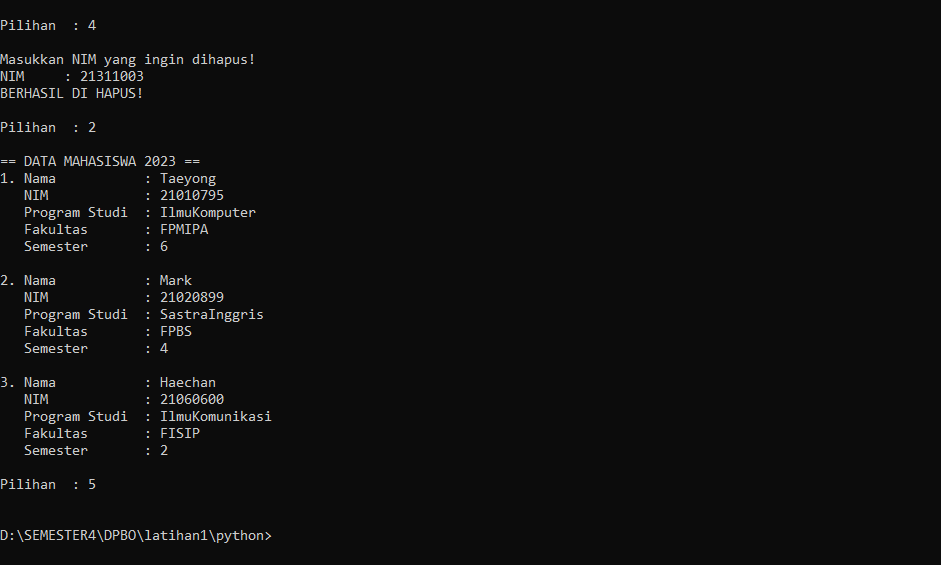 Pilihan  : 4
Masukkan NIM yang ingin dihapus!
NIM     : 21311003
BERHASIL DI HAPUS!
Pilihan  : 2
== DATA MAHASISWA 2023 ==
1. Nama           : Taeyong
   NIM            : 21010795
   Program Studi  : IlmuKomputer
   Fakultas       : FPMIPA
   Semester       : 6
2. Nama           : Mark
   NIM            : 21020899
   Program Studi  : SastraInggris
   Fakultas       : FPBS
   Semester       : 4
3. Nama           : Haechan
   NIM            : 21060600
   Program Studi  : IlmuKomunikasi
   Fakultas       : FISIP
   Semester       : 2
Pilihan  : 5
D:\SEMESTER4\DPBO\latihan1\python>